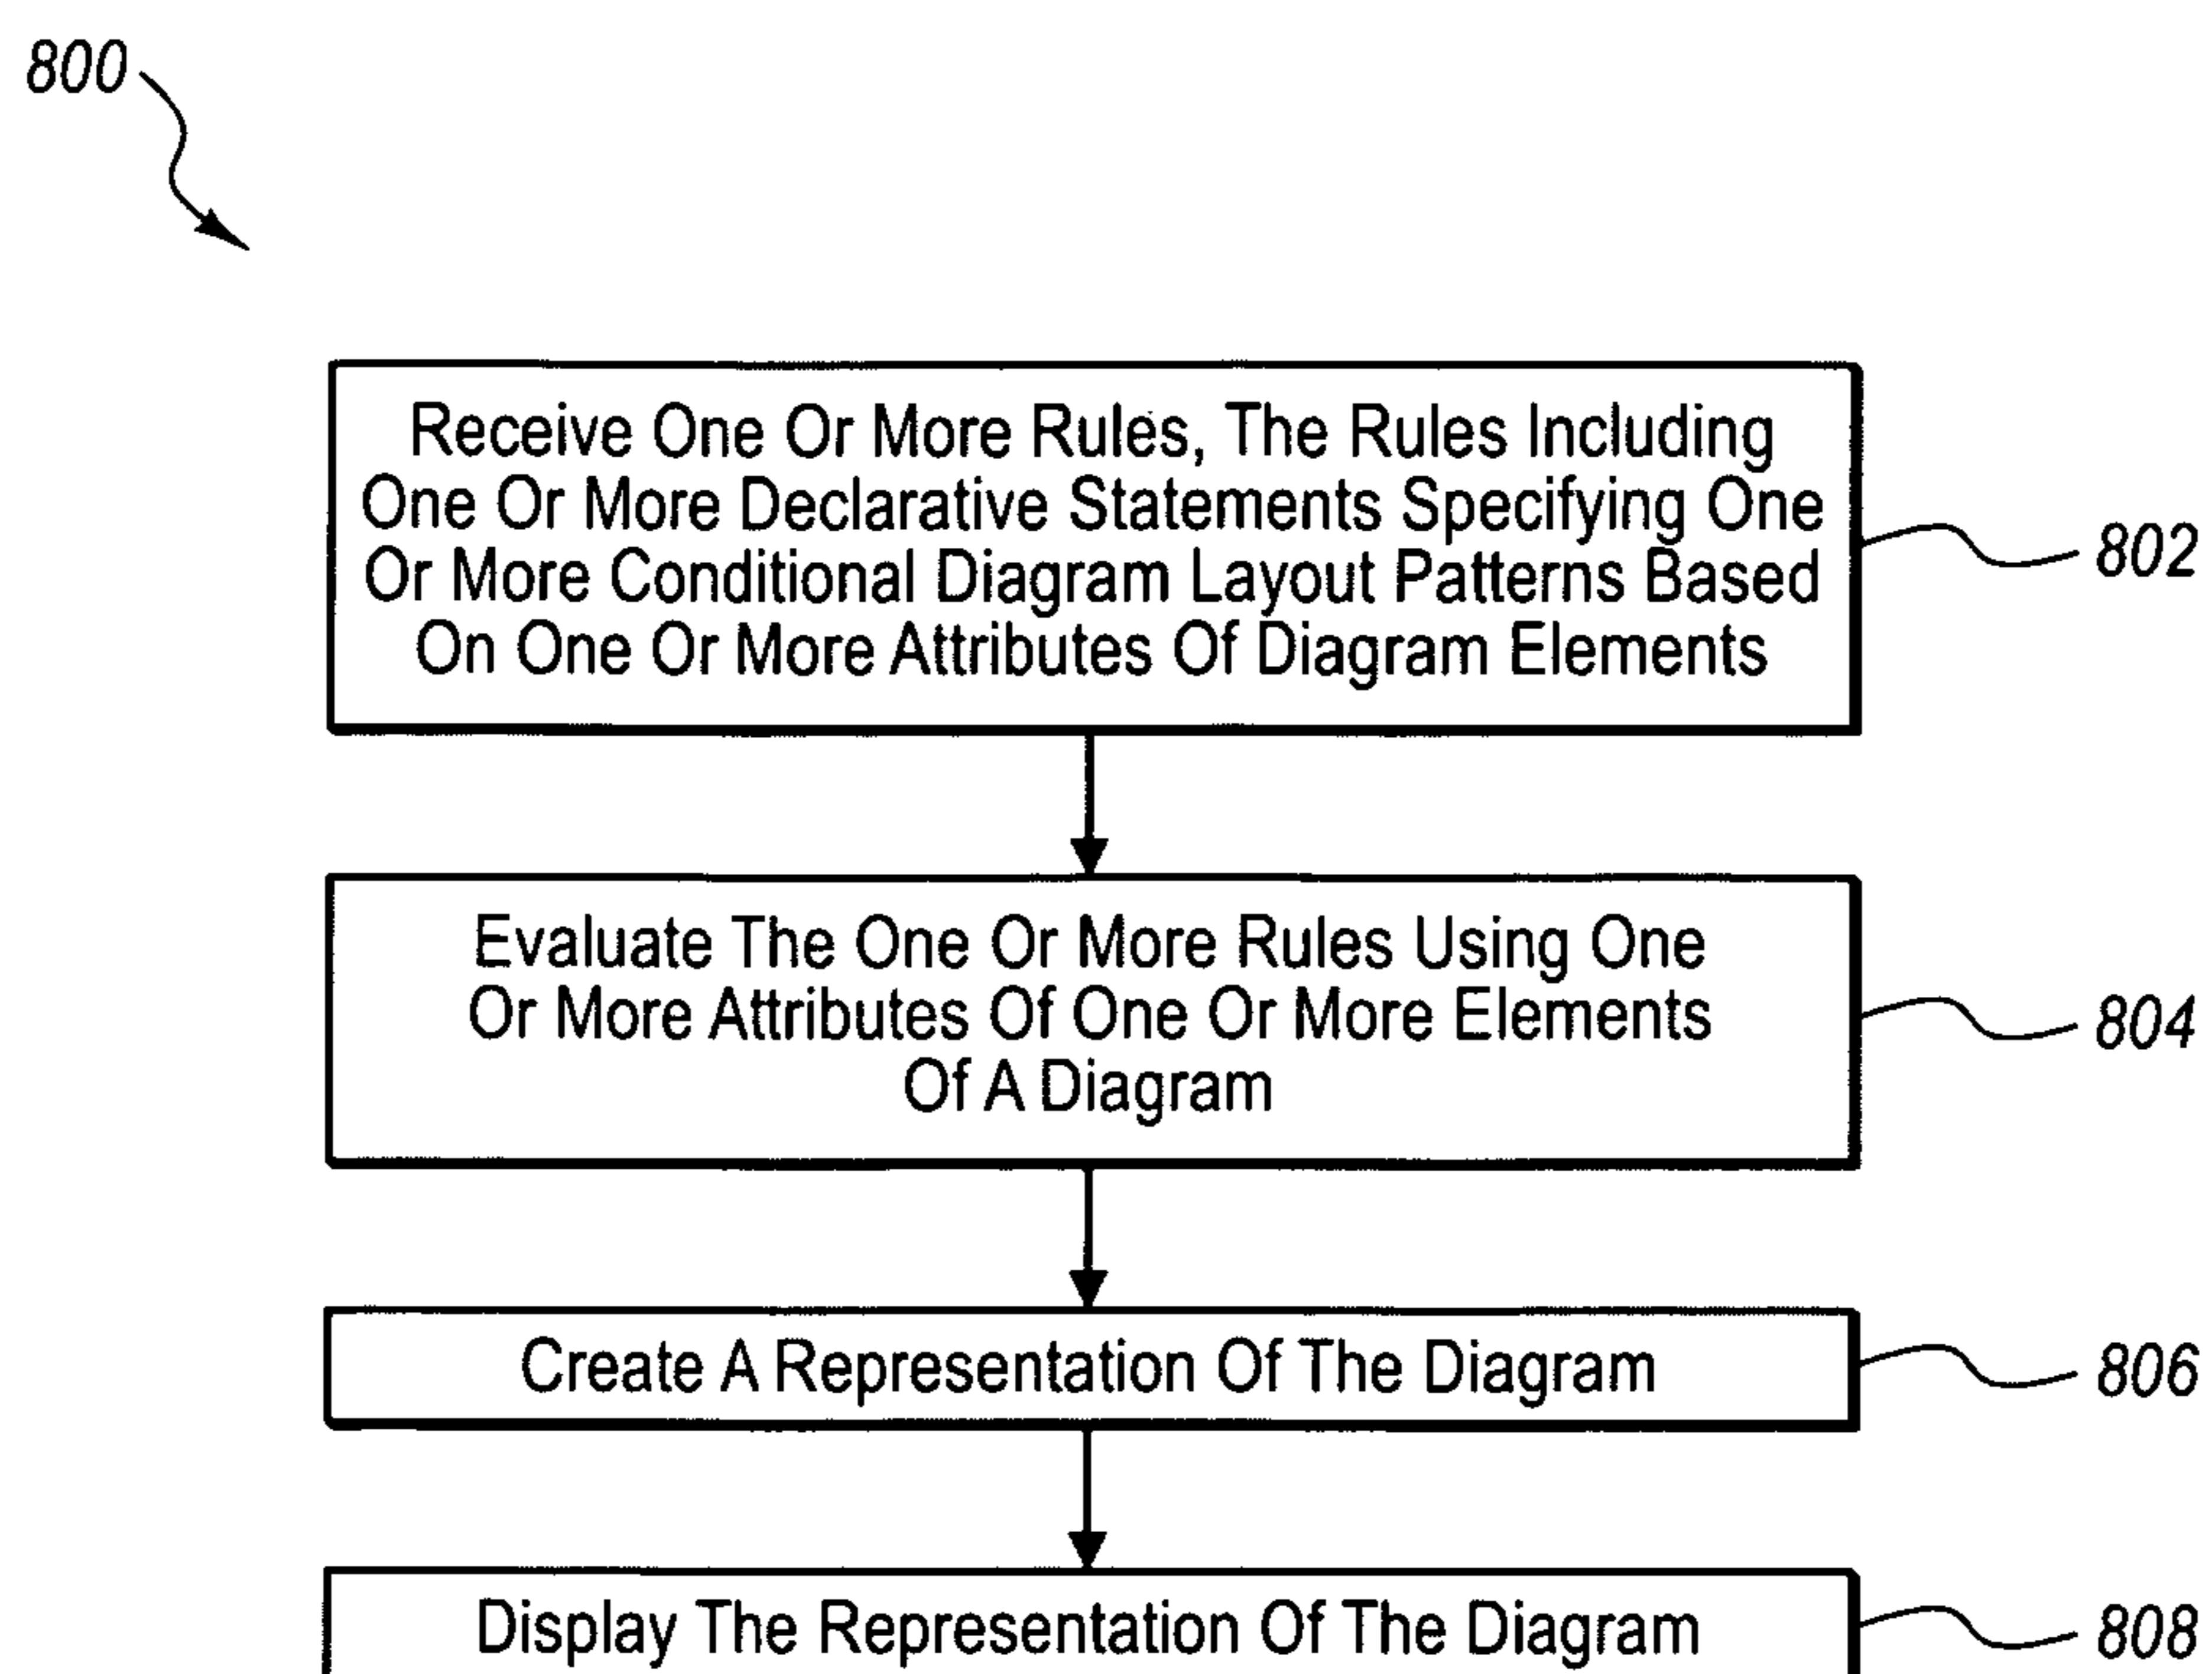 800
Receive One Or More Rules, The Rules Including
One Or More Declarative Statements Specifying One
Or More Conditional Diagram Layout Patterns Based
On One Or More Attributes Of Diagram Elements
802
Evaluate The One Or More Rules Using One
Or More Attributes Of One Or More Elements
Of A Diagram
804
Create A Representation Of The Diagram
806
Display The Representation Of The Diagram
808